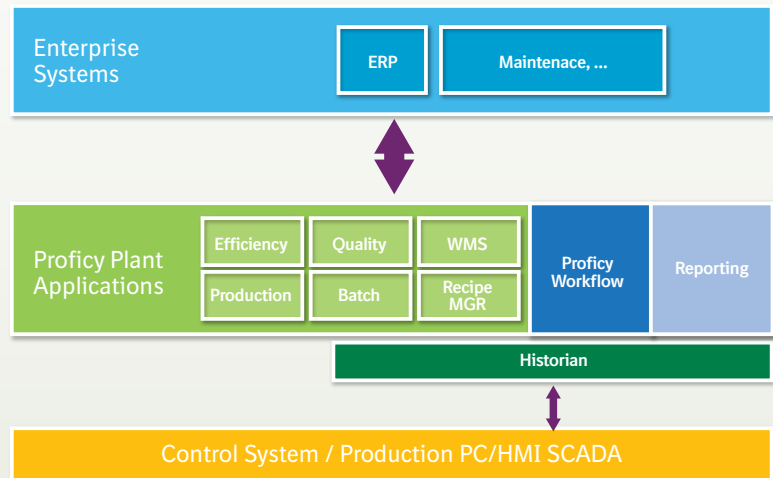 Enterprise
Systems
ERP
Maintenace, ...
Proficy Plant
Applications
Efficiency
Quality
WMS
Production
Batch
Recipe
MGR
Proficy
Workflow
Reporting
Historian
Control System / Production PC/HMI SCADA